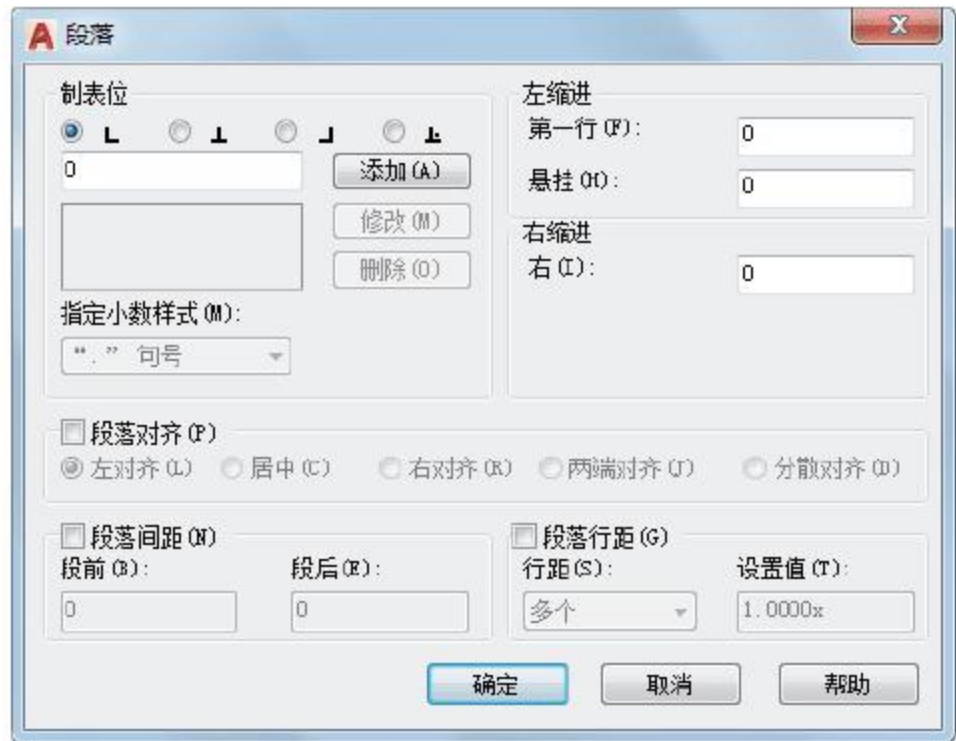 段落
制表位
0
添加(A)
修改(M)
删除(O)
指定小数样式(M):
“.” 句号
左缩进
第一行(F):
0
悬挂(H):
0
右缩进
右(I):
0
段落对齐(P)
左对齐(L) 居中(C) 右对齐(R) 两端对齐(J) 分散对齐(D)
段落间距(N)
段前(B): 段后(E):
0 0
段落行距(G)
行距(S): 设置值(T):
多个 1.0000x
确定 取消 帮助